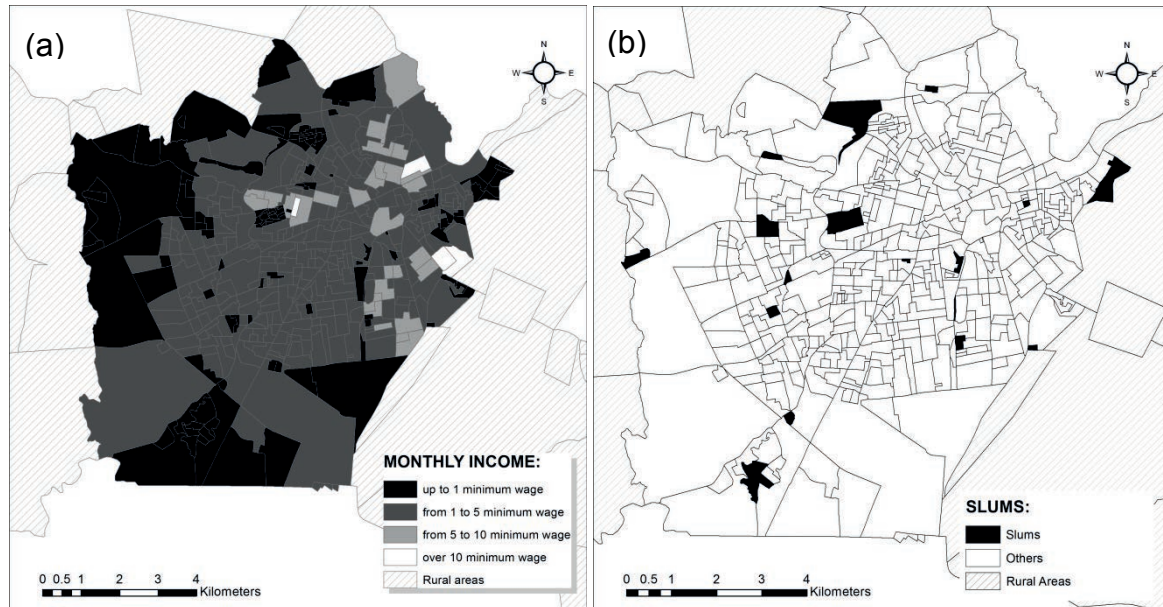 (a)
N
W E
S
MONTHLY INCOME:
up to 1 minimum wage
from 1 to 5 minimum wage
from 5 to 10 minimum wage
over 10 minimum wage
Rural areas
0 0.5 1 2 3 4
Kilometers
(b)
N
W E
S
SLUMS:
Slums
Others
Rural Areas
0 0.5 1 2 3 4
Kilometers